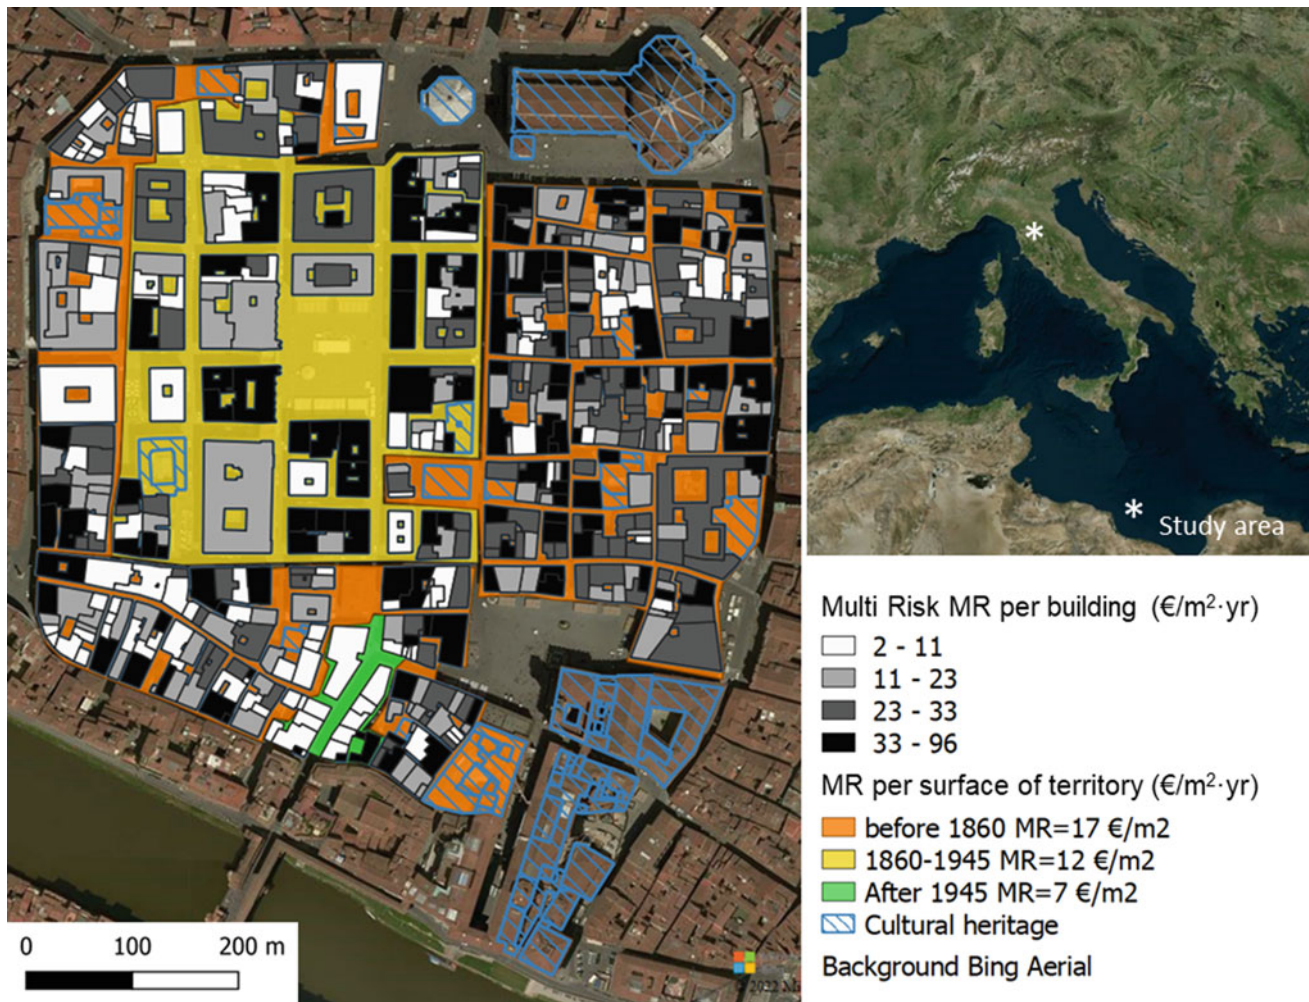 0 100 200 m
© 2022 Mi
* 
* Study area
Multi Risk MR per building (€/m²·yr)
2 - 11
11 - 23
23 - 33
33 - 96
MR per surface of territory (€/m²·yr)
before 1860 MR=17 €/m2
1860-1945 MR=12 €/m2
After 1945 MR=7 €/m2
Cultural heritage
Background Bing Aerial